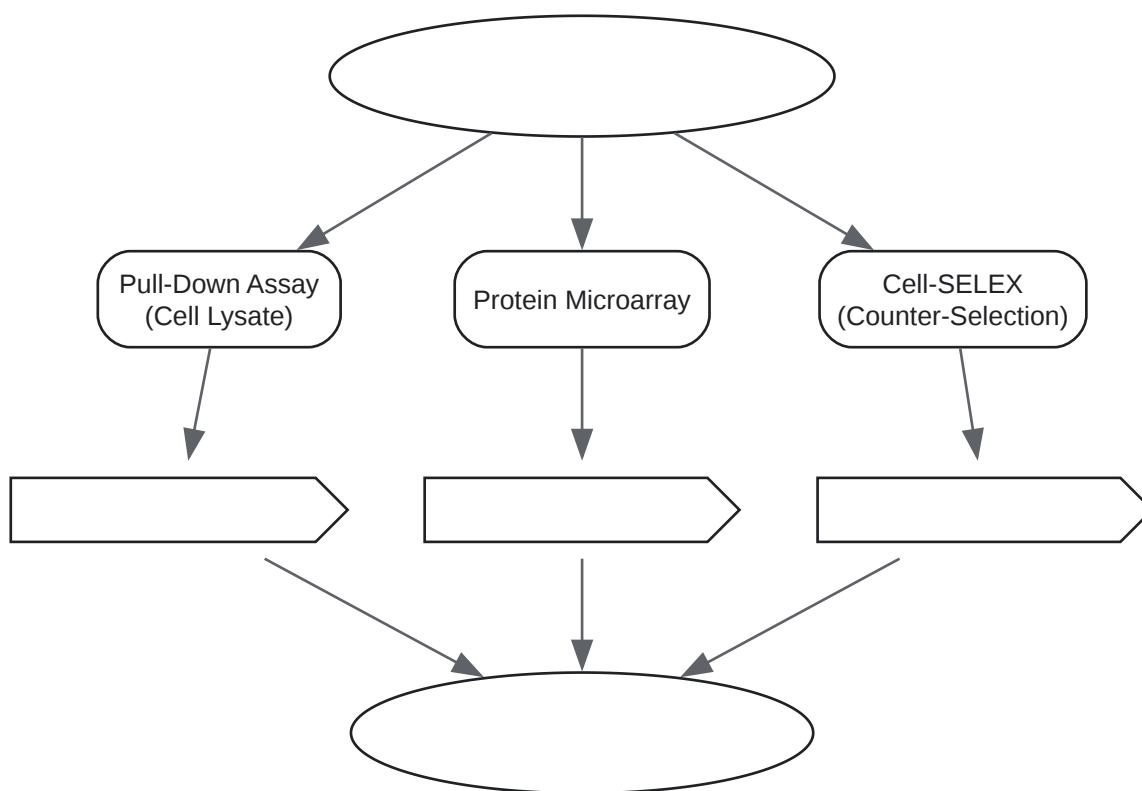 Pull-Down Assay
(Cell Lysate)
Protein Microarray
Cell-SELEX
(Counter-Selection)